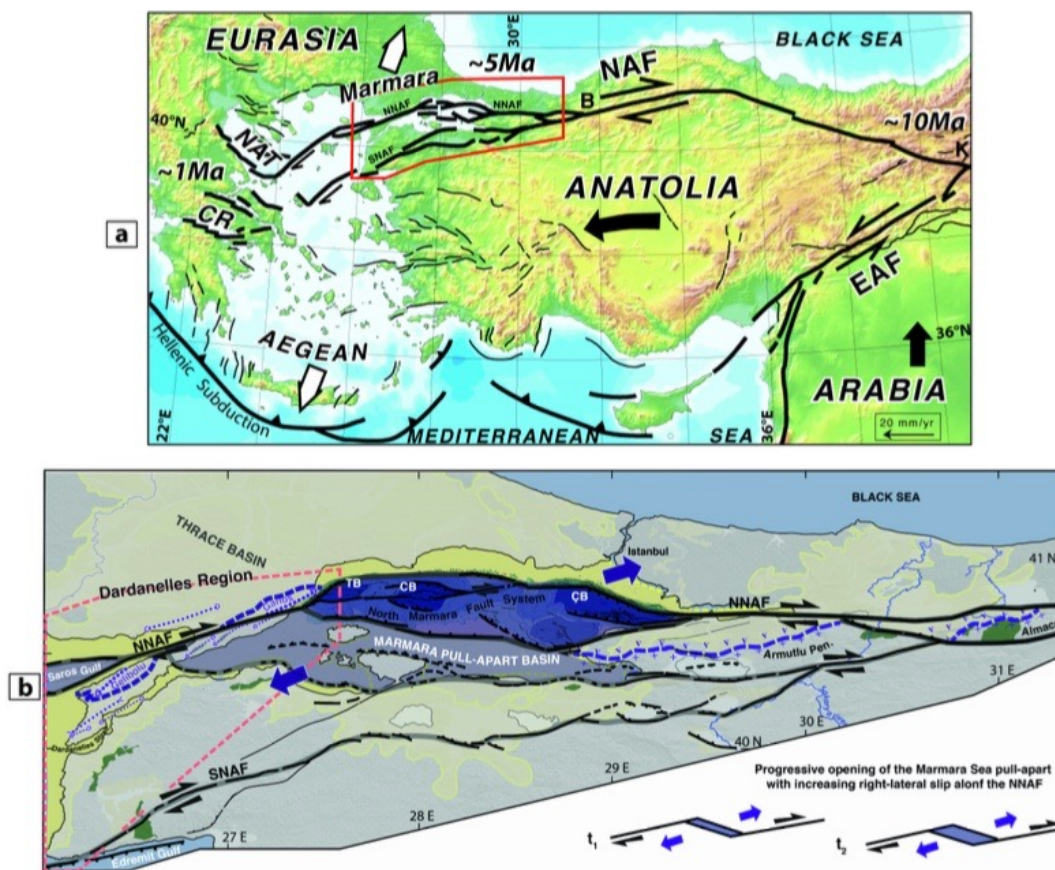 EURASIA
30°E
BLACK SEA
~5Ma
NAF
Marmara
NNAF
NNAF
B
40°N
~10Ma
NAT
SNAF
K
~1Ma
ANATOLIA
CR
a
EAF
36°N
AEGEAN
Hellenic Subduction
ARABIA
22°E
MEDITERRANEAN SEA
36°E
20 mm/yr
BLACK SEA
THRACE BASIN
Istanbul
41 N
Dardanelles Region
TB
CB
ÇB
North Marmara Fault System
NNAF
NNAF
MARMARA PULL-APART BASIN
Almac
Saros Gulf
Armutlu Pen.
b
Gelibolu
31 E
30 E
40 N
SNAF
29 E
Progressive opening of the Marmara Sea pull-apart
with increasing right-lateral slip alonf the NNAF
28 E
27 E
t1
t2
Edremit Gulf